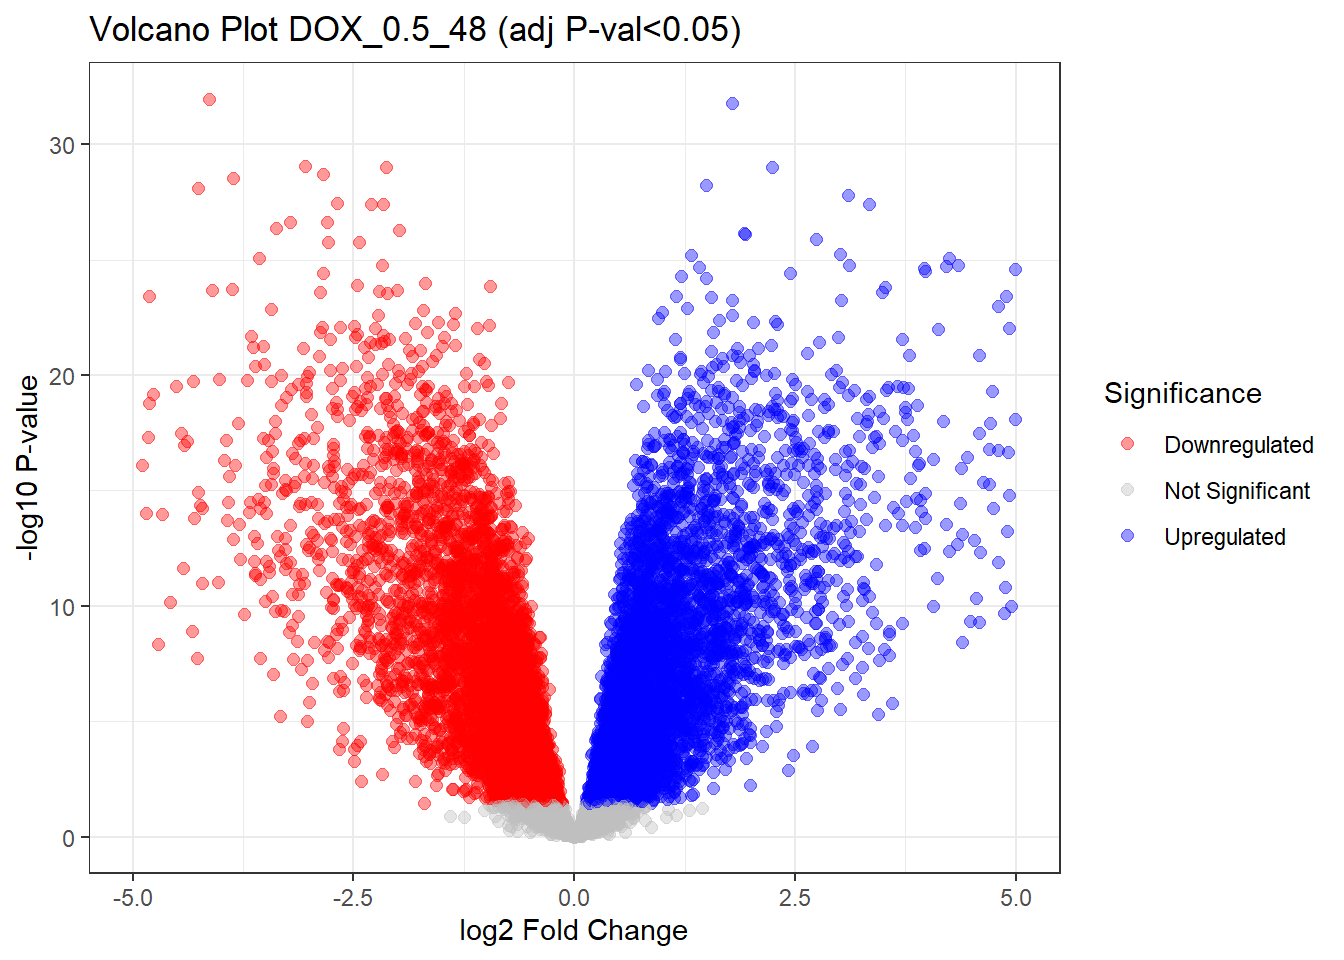 Volcano Plot DOX_0.5_48 (adj P-val<0.05)
-log10 P-value
30
20
10
0
-5.0
-2.5
0.0
2.5
5.0
log2 Fold Change
Significance
Downregulated
Not Significant
Upregulated